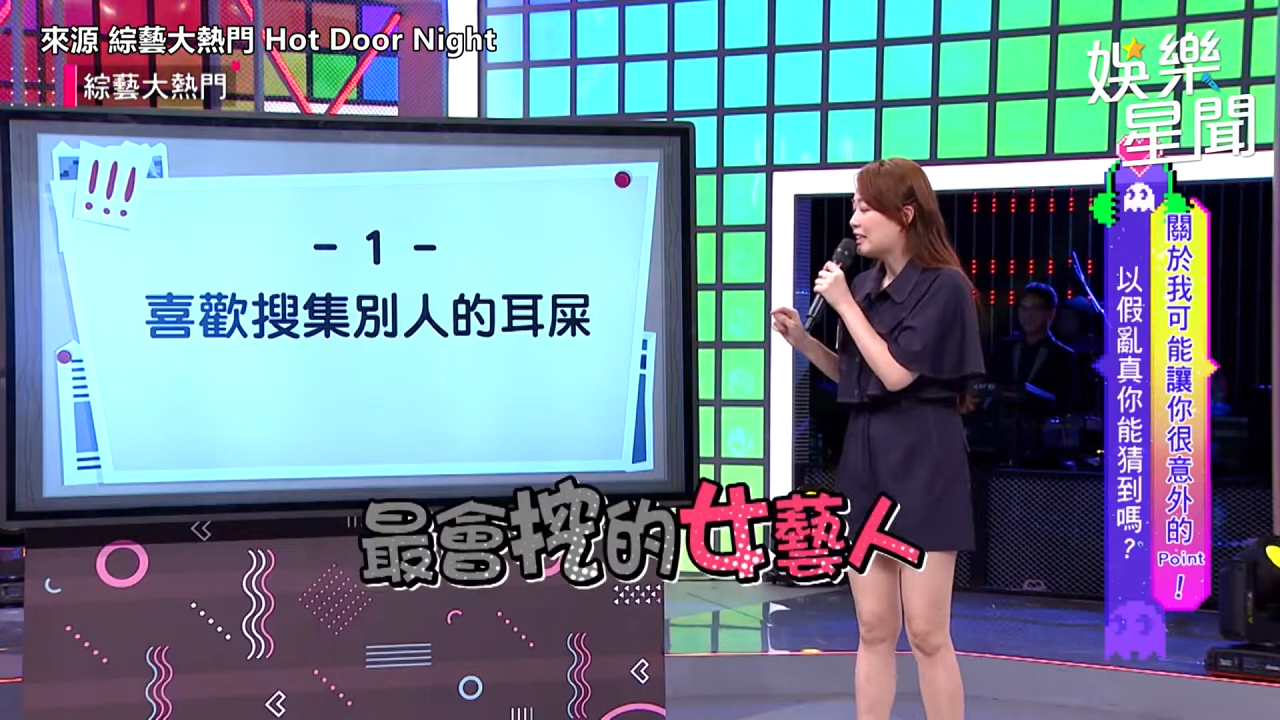 來源 綜藝大熱門 Hot Door Night
綜藝大熱門
娛樂
星聞
!!!
- 1 -
喜歡搜集別人的耳屎
最會挖的女藝人
關於我可能讓你很意外的Point！
以假亂真你能猜到嗎？